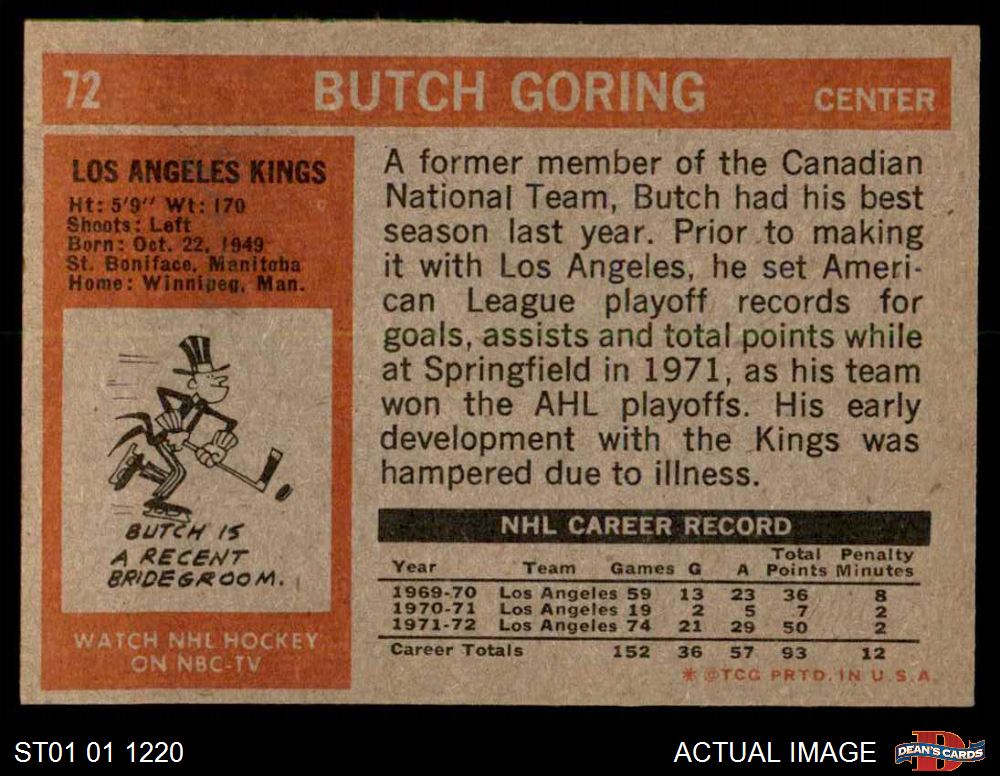 72 BUTCH GORING CENTER
LOS ANGELES KINGS
Ht: 5'9" Wt: 170
Shoots: Left
Born: Oct. 22, 1949
St. Boniface, Manitoba
Home: Winnipeg, Man.
BUTCH IS
A RECENT
BRIDEGROOM.
WATCH NHL HOCKEY
ON NBC-TV
A former member of the Canadian
National Team, Butch had his best
season last year. Prior to making
it with Los Angeles, he set Ameri-
can League playoff records for
goals, assists and total points while
at Springfield in 1971, as his team
won the AHL playoffs. His early
development with the Kings was
hampered due to illness.
NHL CAREER RECORD
Year Team Games G A Total Points Penalty Minutes
1969-70 Los Angeles 59 13 23 36 8
1970-71 Los Angeles 19 2 5 7 2
1971-72 Los Angeles 74 21 29 50 2
Career Totals 152 36 57 93 12
* ©TCG PRTD. IN U.S.A.
ST01 01 1220
ACTUAL IMAGE
DEAN'S CARDS